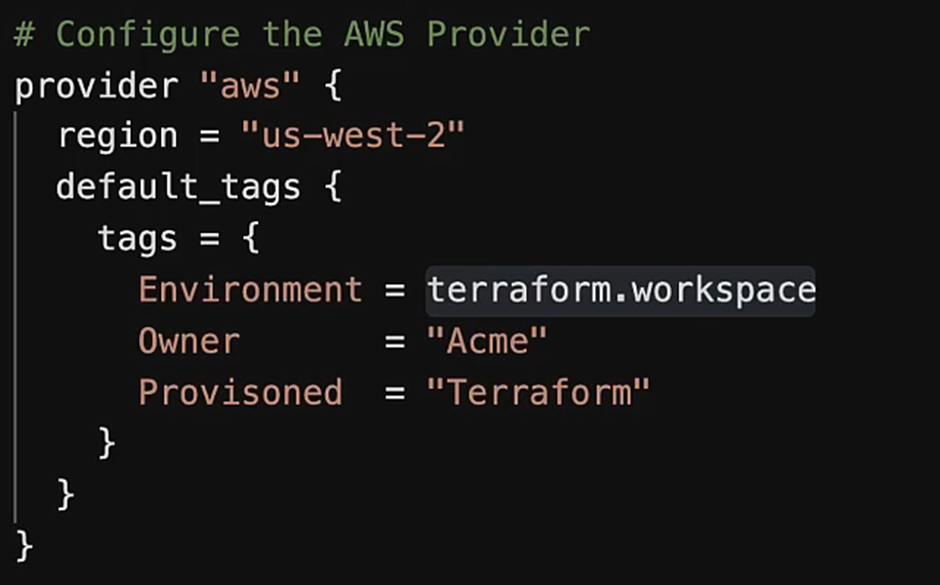 # Configure the AWS Provider
provider "aws" {
region = "us-west-2"
default_tags {
tags = {
Environment = terraform.workspace
Owner = "Acme"
Provisoned = "Terraform"
}
}
}